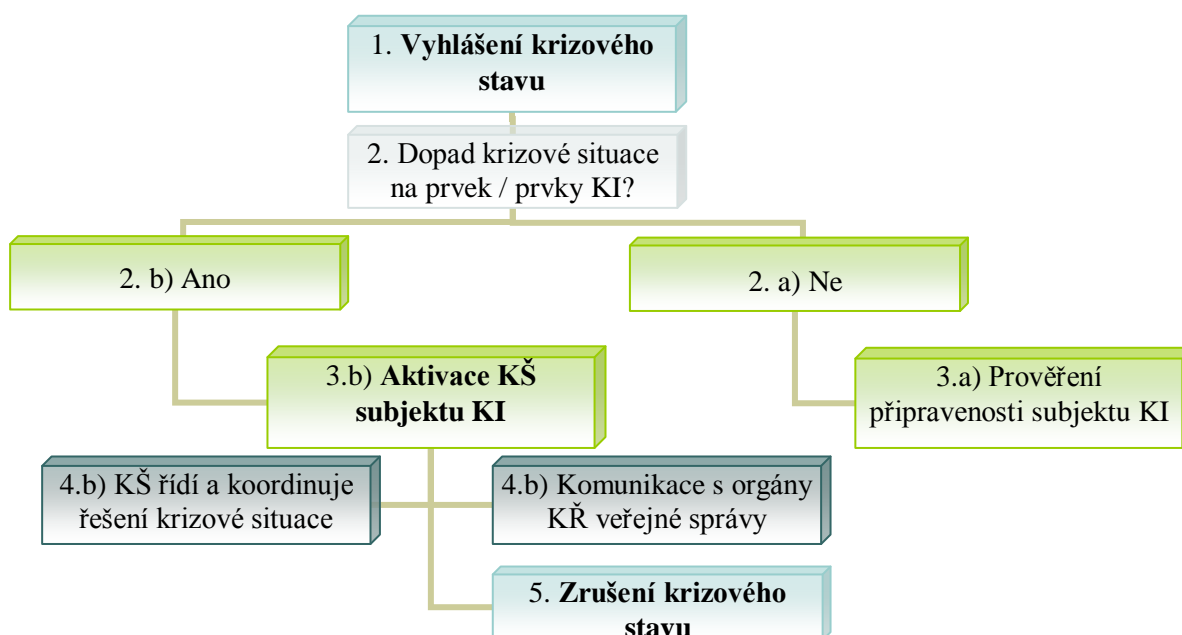 1. Vyhlášení krizového
stavu
2. Dopad krizové situace
na prvek / prvky KI?
2. b) Ano
2. a) Ne
3.b) Aktivace KŠ
subjektu KI
3.a) Prověření
připravenosti subjektu KI
4.b) KŠ řídí a koordinuje
řešení krizové situace
4.b) Komunikace s orgány
KŘ veřejné správy
5. Zrušení krizového
stavu